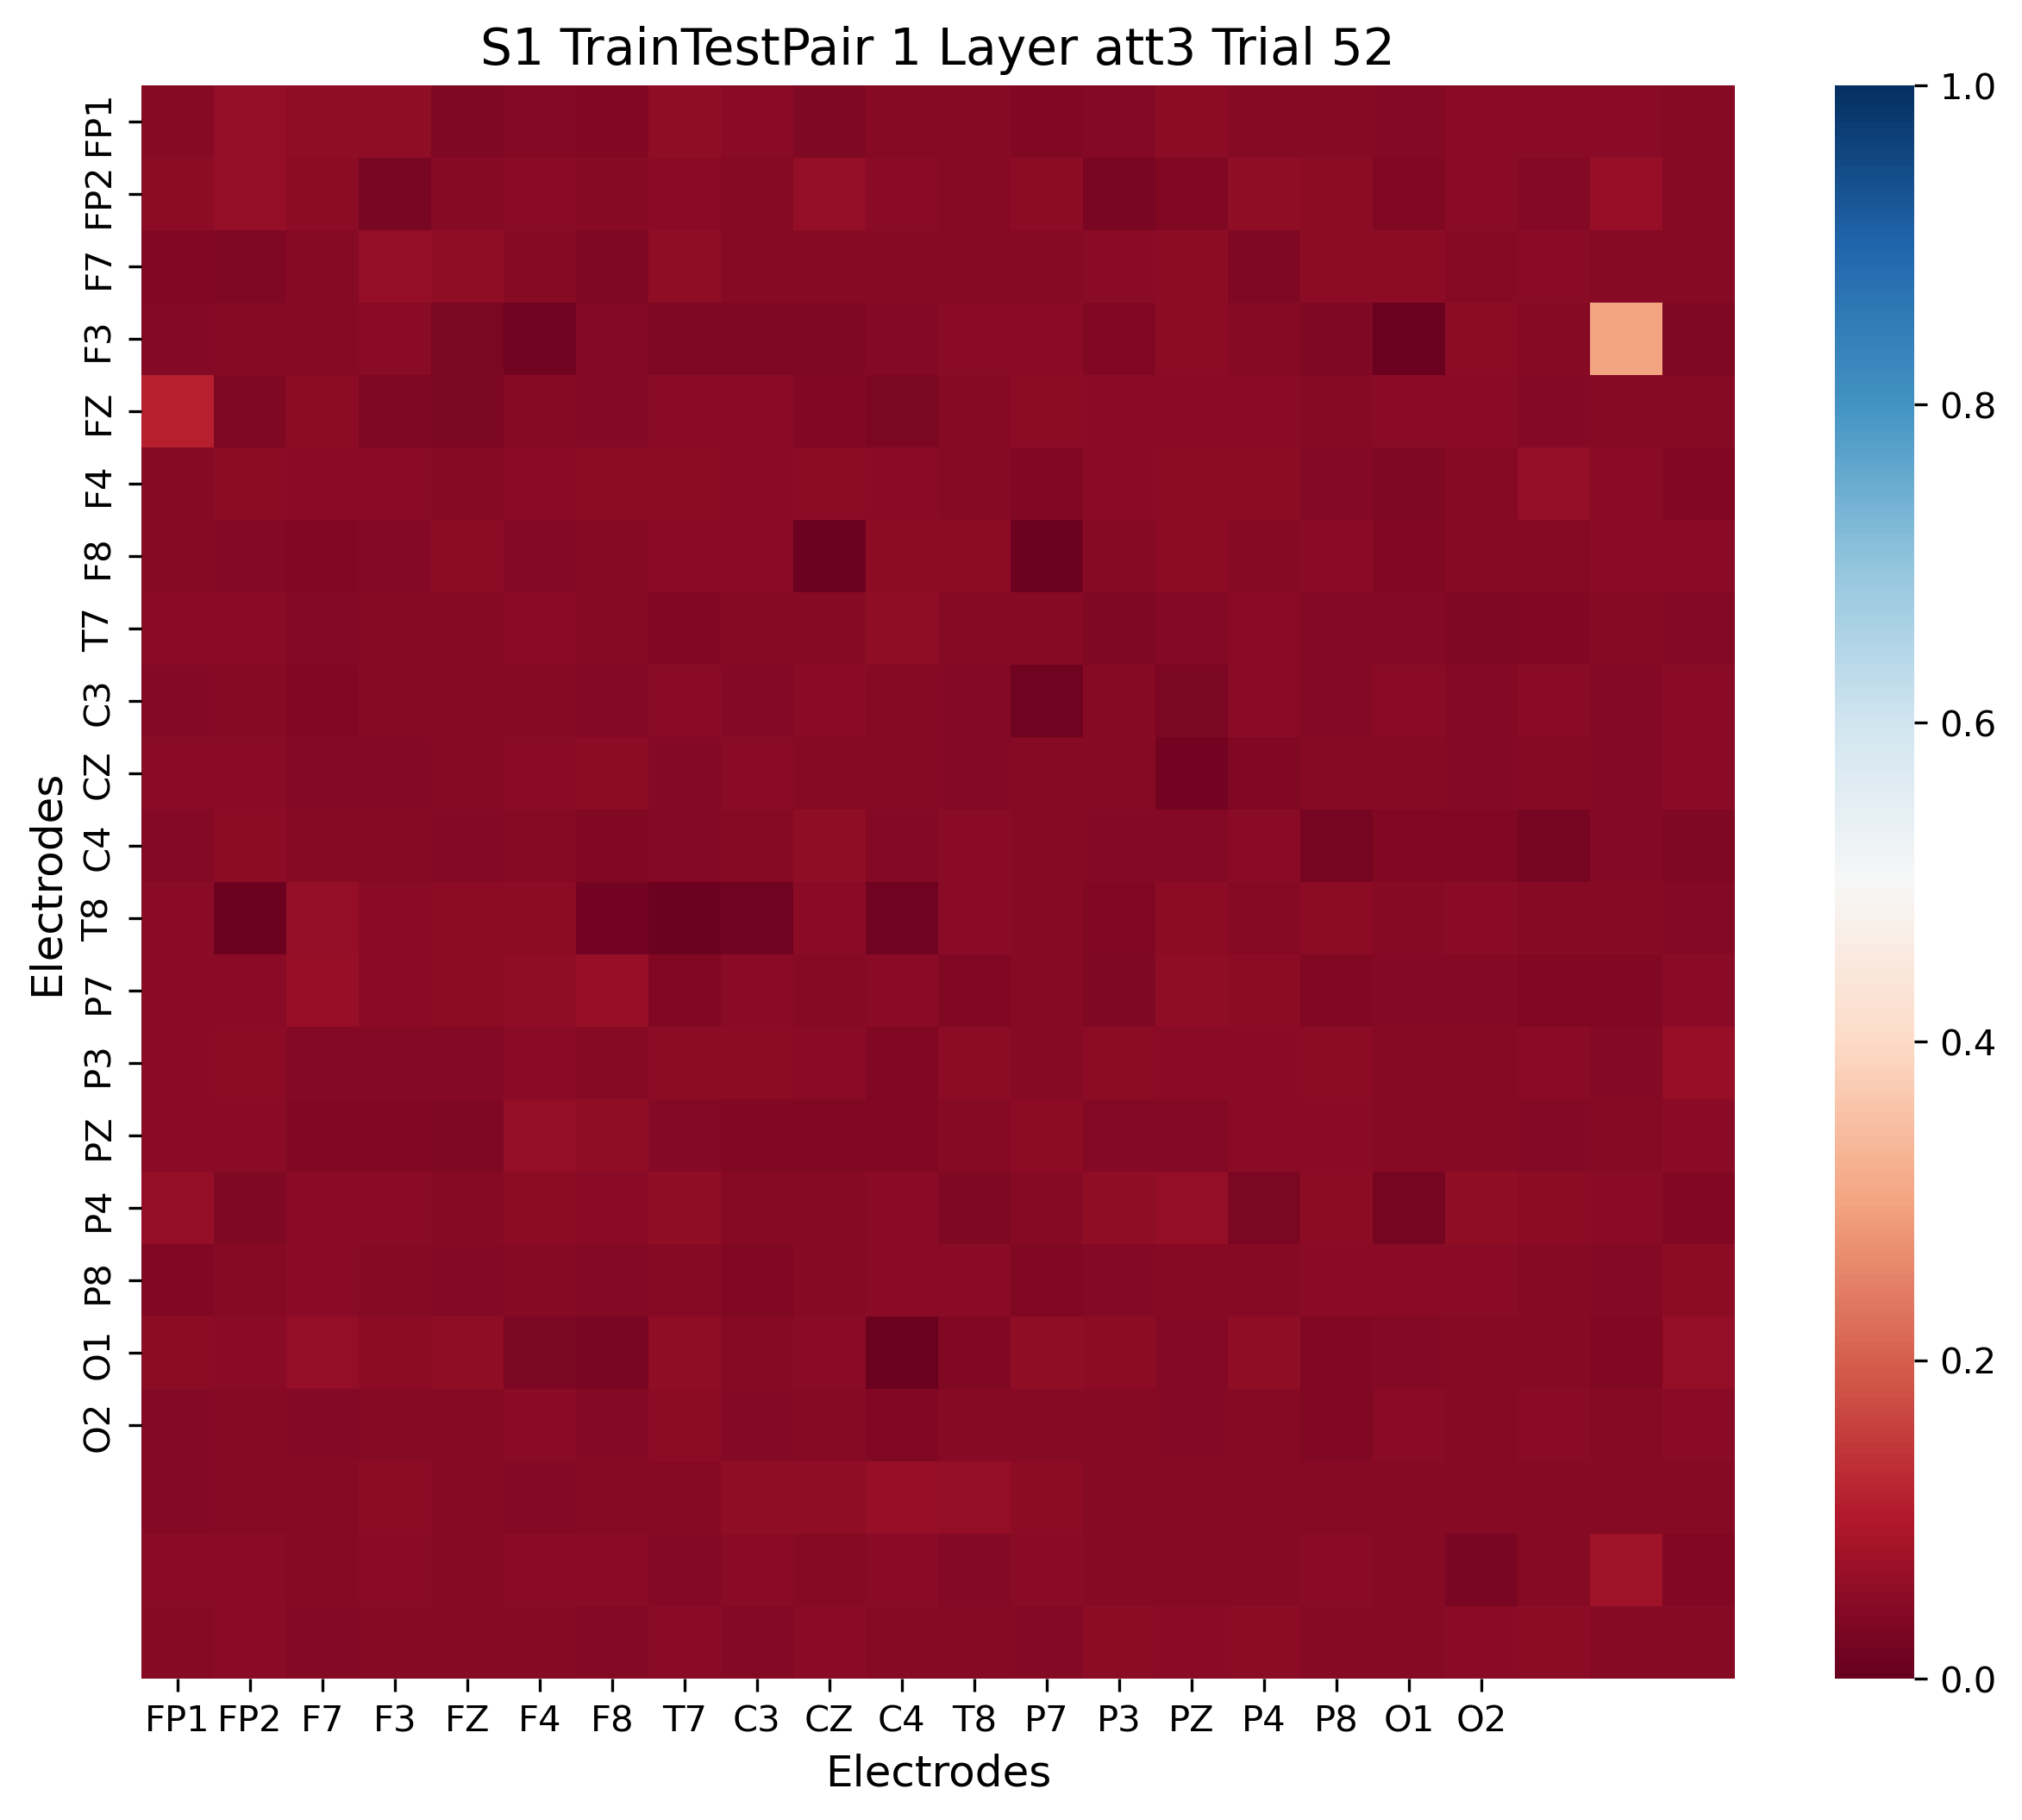 S1 TrainTestPair 1 Layer att3 Trial 52
Electrodes
FP1
FP2
F7
F3
FZ
F4
F8
T7
C3
CZ
C4
T8
P7
P3
PZ
P4
P8
O1
O2
FP1 FP2 F7 F3 FZ F4 F8 T7 C3 CZ C4 T8 P7 P3 PZ P4 P8 O1 O2
Electrodes
1.0
0.8
0.6
0.4
0.2
0.0